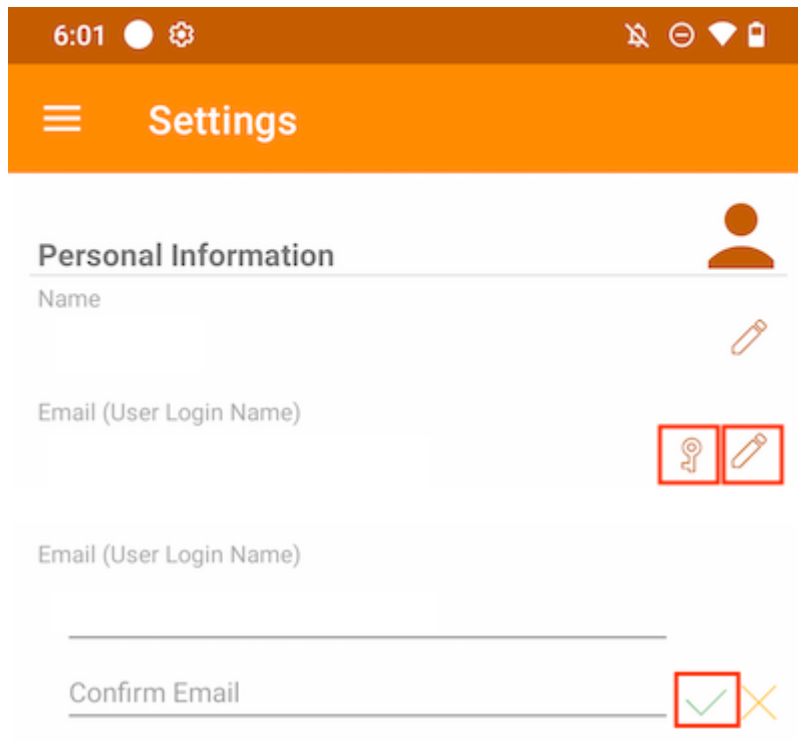 6:01
Settings
Personal Information
Name
Email (User Login Name)
Email (User Login Name)
Confirm Email